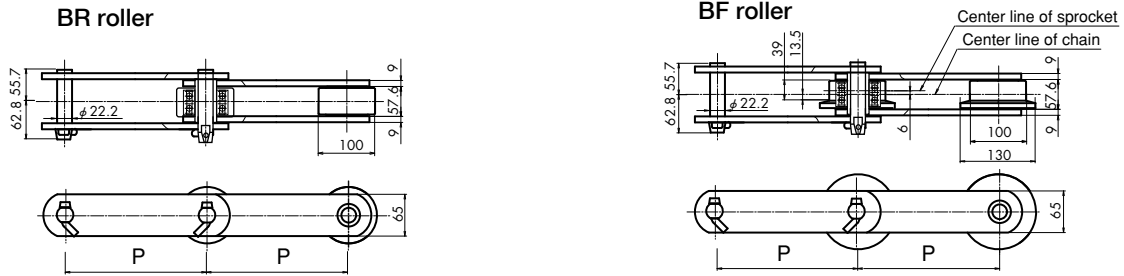 BR roller
55.7
62.8
φ22.2
9
57.6
9
100
65
P
P
BF roller
Center line of sprocket
Center line of chain
39
13.5
55.7
62.8
φ22.2
6
9
57.6
9
100
130
65
P
P